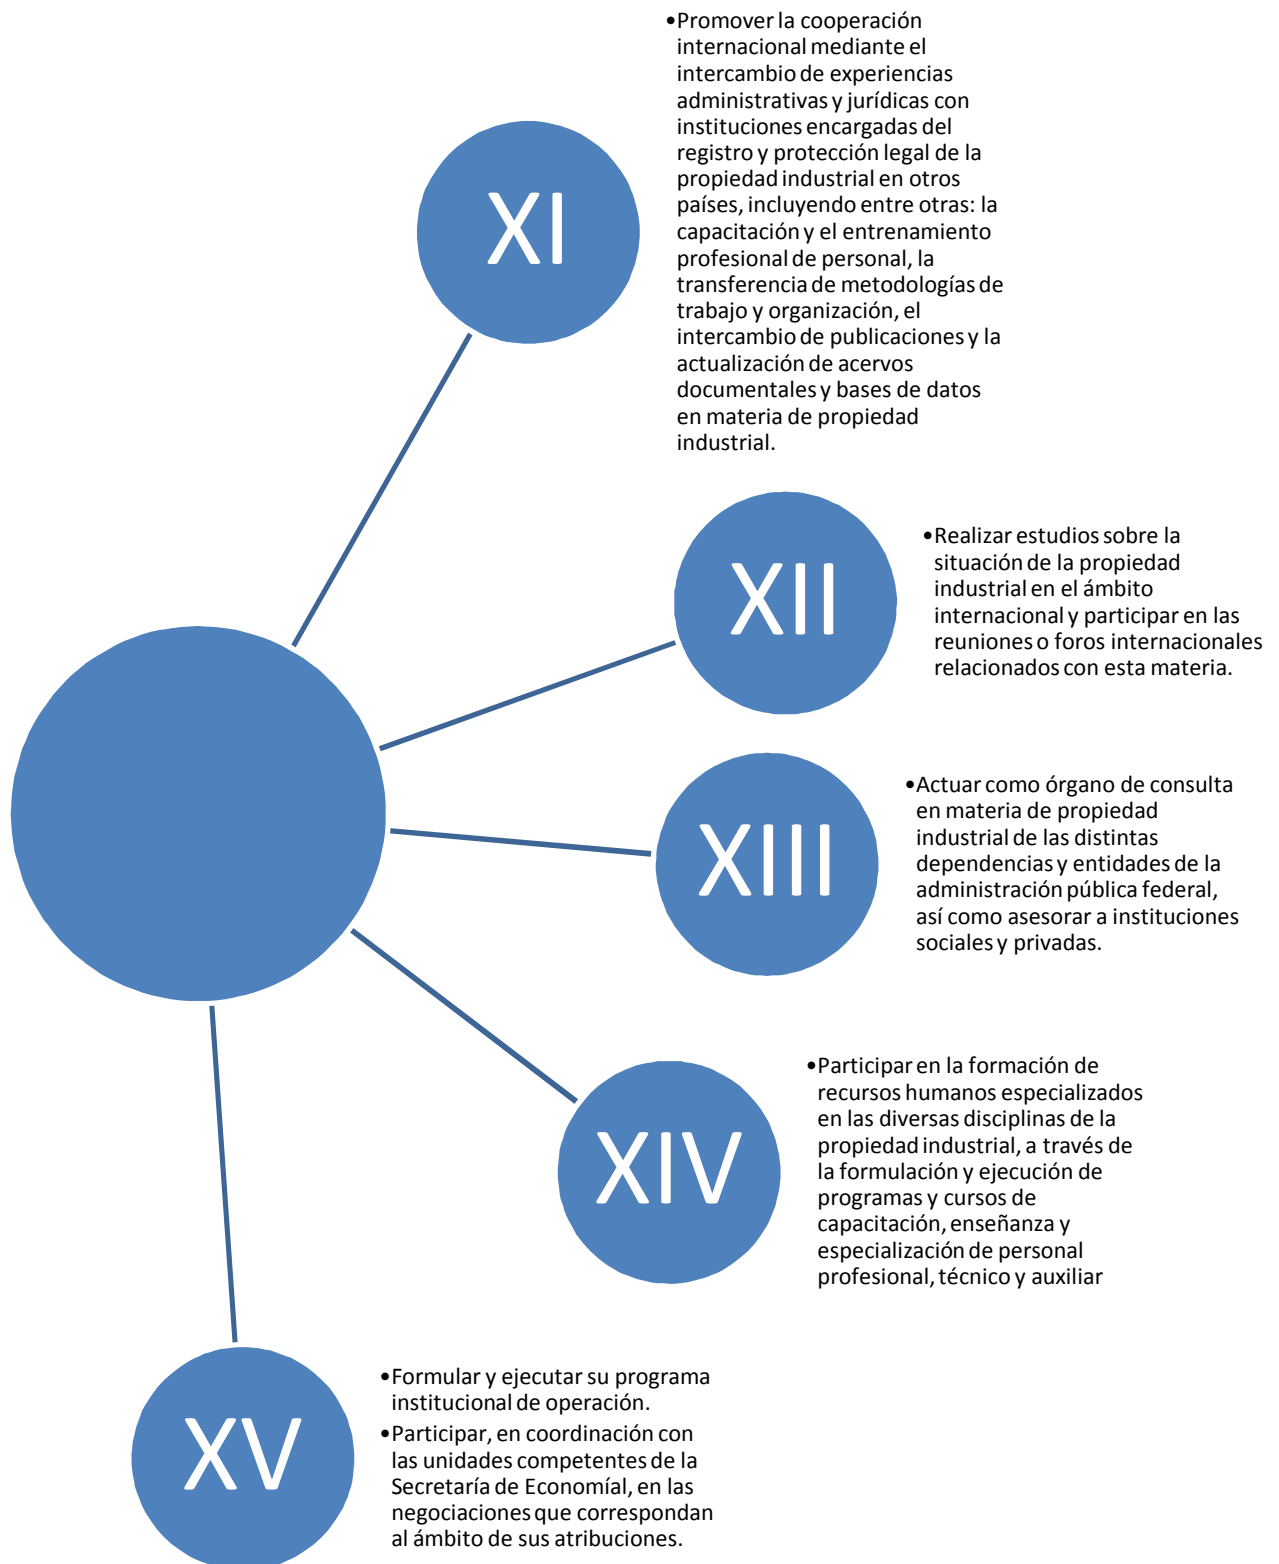 XI
•Promover la cooperación
internacional mediante el
intercambio de experiencias
administrativas y jurídicas con
instituciones encargadas del
registro y protección legal de la
propiedad industrial en otros
países, incluyendo entre otras: la
capacitación y el entrenamiento
profesional de personal, la
transferencia de metodologías de
trabajo y organización, el
intercambio de publicaciones y la
actualización de acervos
documentales y bases de datos
en materia de propiedad
industrial.
XII
•Realizar estudios sobre la
situación de la propiedad
industrial en el ámbito
internacional y participar en las
reuniones o foros internacionales
relacionados con esta materia.
XIII
•Actuar como órgano de consulta
en materia de propiedad
industrial de las distintas
dependencias y entidades de la
administración pública federal,
así como asesorar a instituciones
sociales y privadas.
XIV
•Participar en la formación de
recursos humanos especializados
en las diversas disciplinas de la
propiedad industrial, a través de
la formulación y ejecución de
programas y cursos de
capacitación, enseñanza y
especialización de personal
profesional, técnico y auxiliar
XV
•Formular y ejecutar su programa
institucional de operación.
•Participar, en coordinación con
las unidades competentes de la
Secretaría de Economíal, en las
negociaciones que correspondan
al ámbito de sus atribuciones.